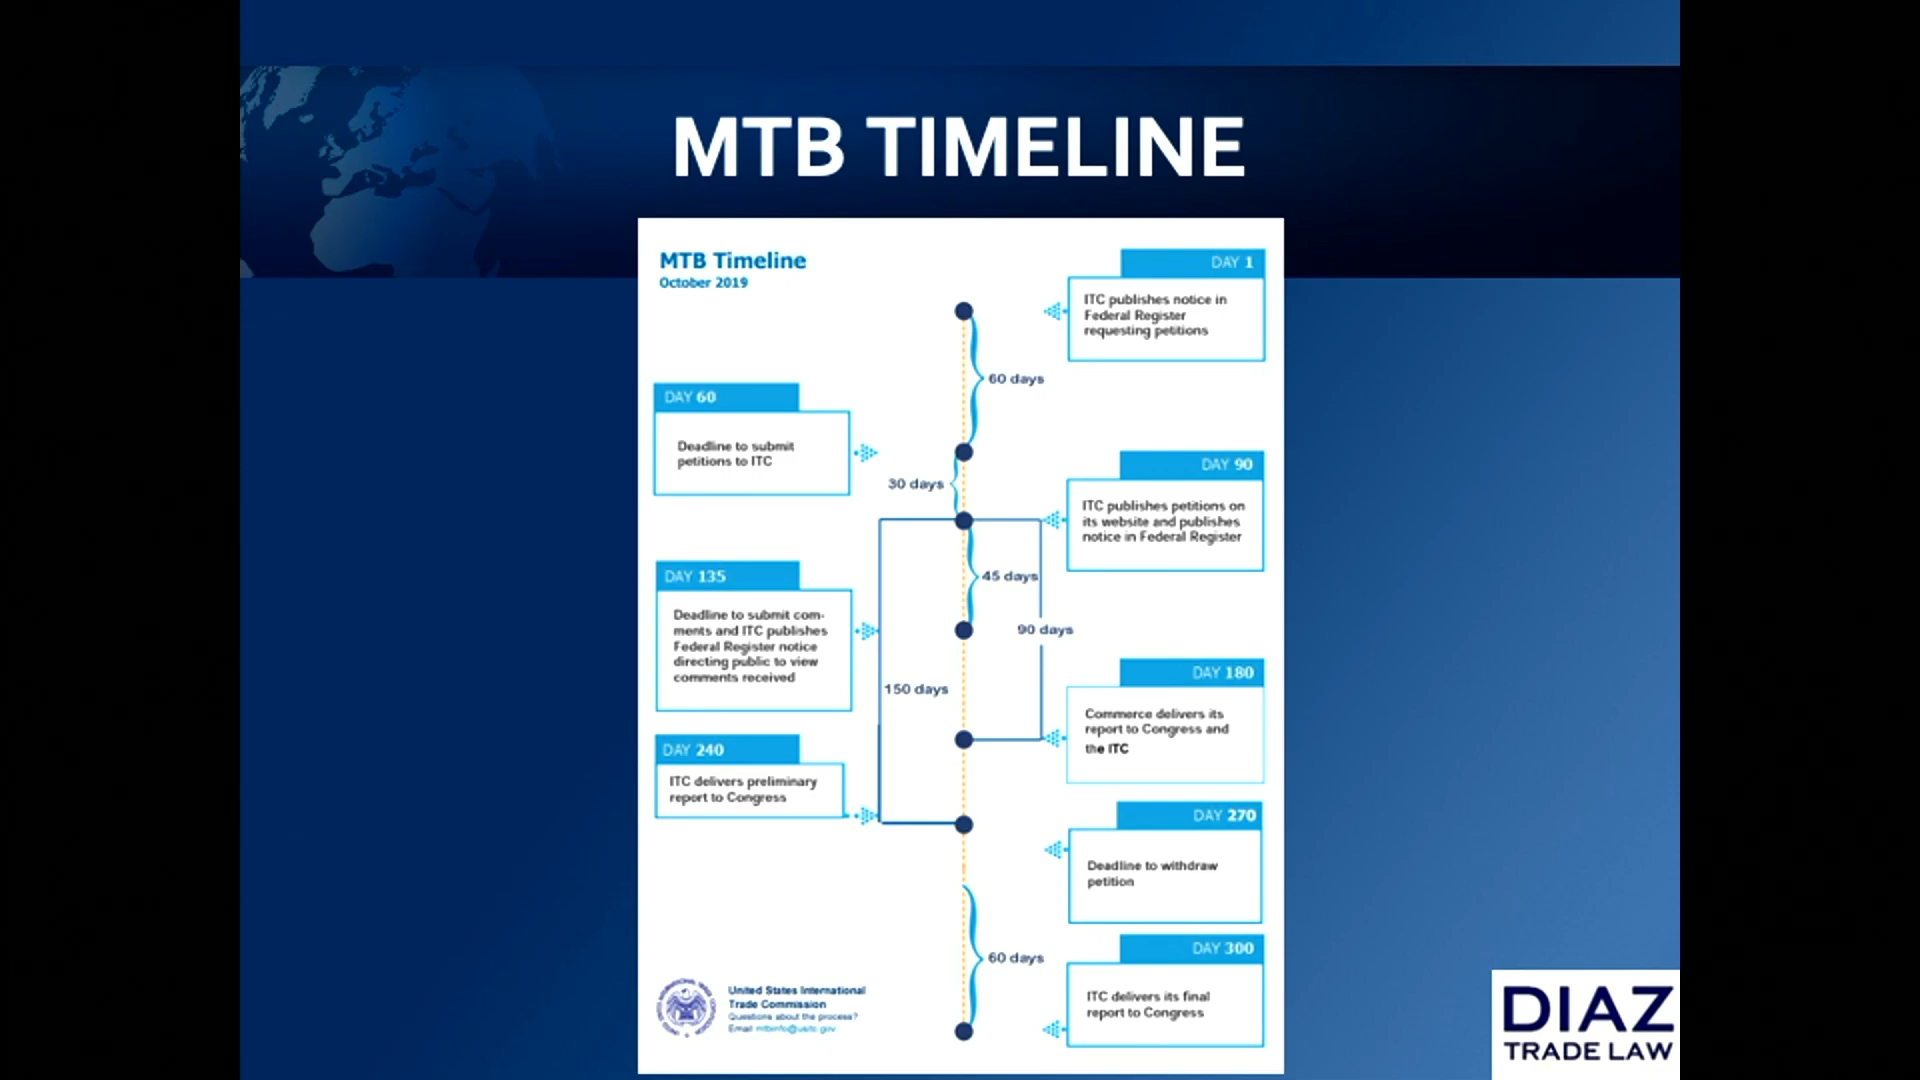 MTB TIMELINE
MTB Timeline
October 2019
DAY 1
ITC publishes notice in
Federal Register
requesting petitions
60 days
DAY 60
Deadline to submit
petitions to ITC
30 days
DAY 90
ITC publishes petitions on
its website and publishes
notice in Federal Register
45 days
DAY 135
Deadline to submit com-
ments and ITC publishes
Federal Register notice
directing public to view
comments received
90 days
150 days
DAY 180
Commerce delivers its
report to Congress and
the ITC
DAY 240
ITC delivers preliminary
report to Congress
DAY 270
Deadline to withdraw
petition
60 days
DAY 300
ITC delivers its final
report to Congress
United States International
Trade Commission
Questions about the process?
Email mtbinfo@usitc.gov
DIAZ
TRADE LAW